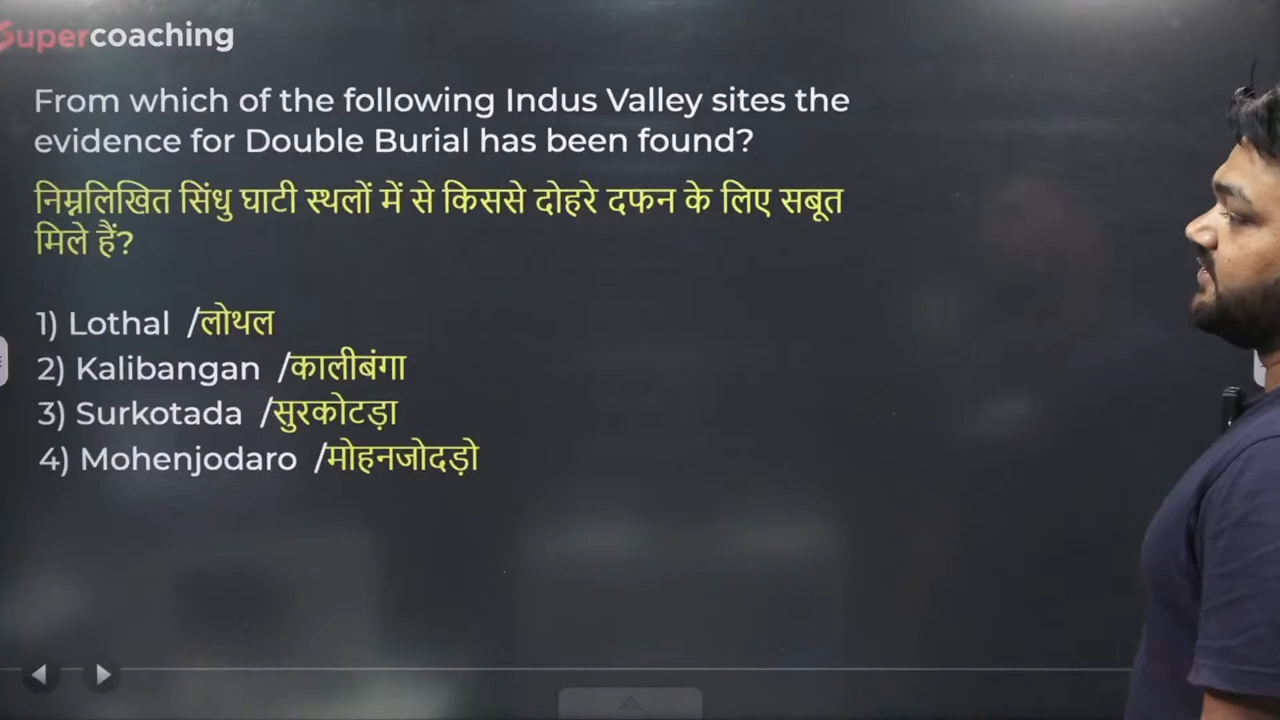 Supercoaching
From which of the following Indus Valley sites the
evidence for Double Burial has been found?
निम्नलिखित सिंधु घाटी स्थलों में से किससे दोहरे दफन के लिए सबूत
मिले हैं?
1) Lothal /लोथल
2) Kalibangan /कालीबंगा
3) Surkotada /सुरकोटड़ा
4) Mohenjodaro /मोहनजोदड़ो